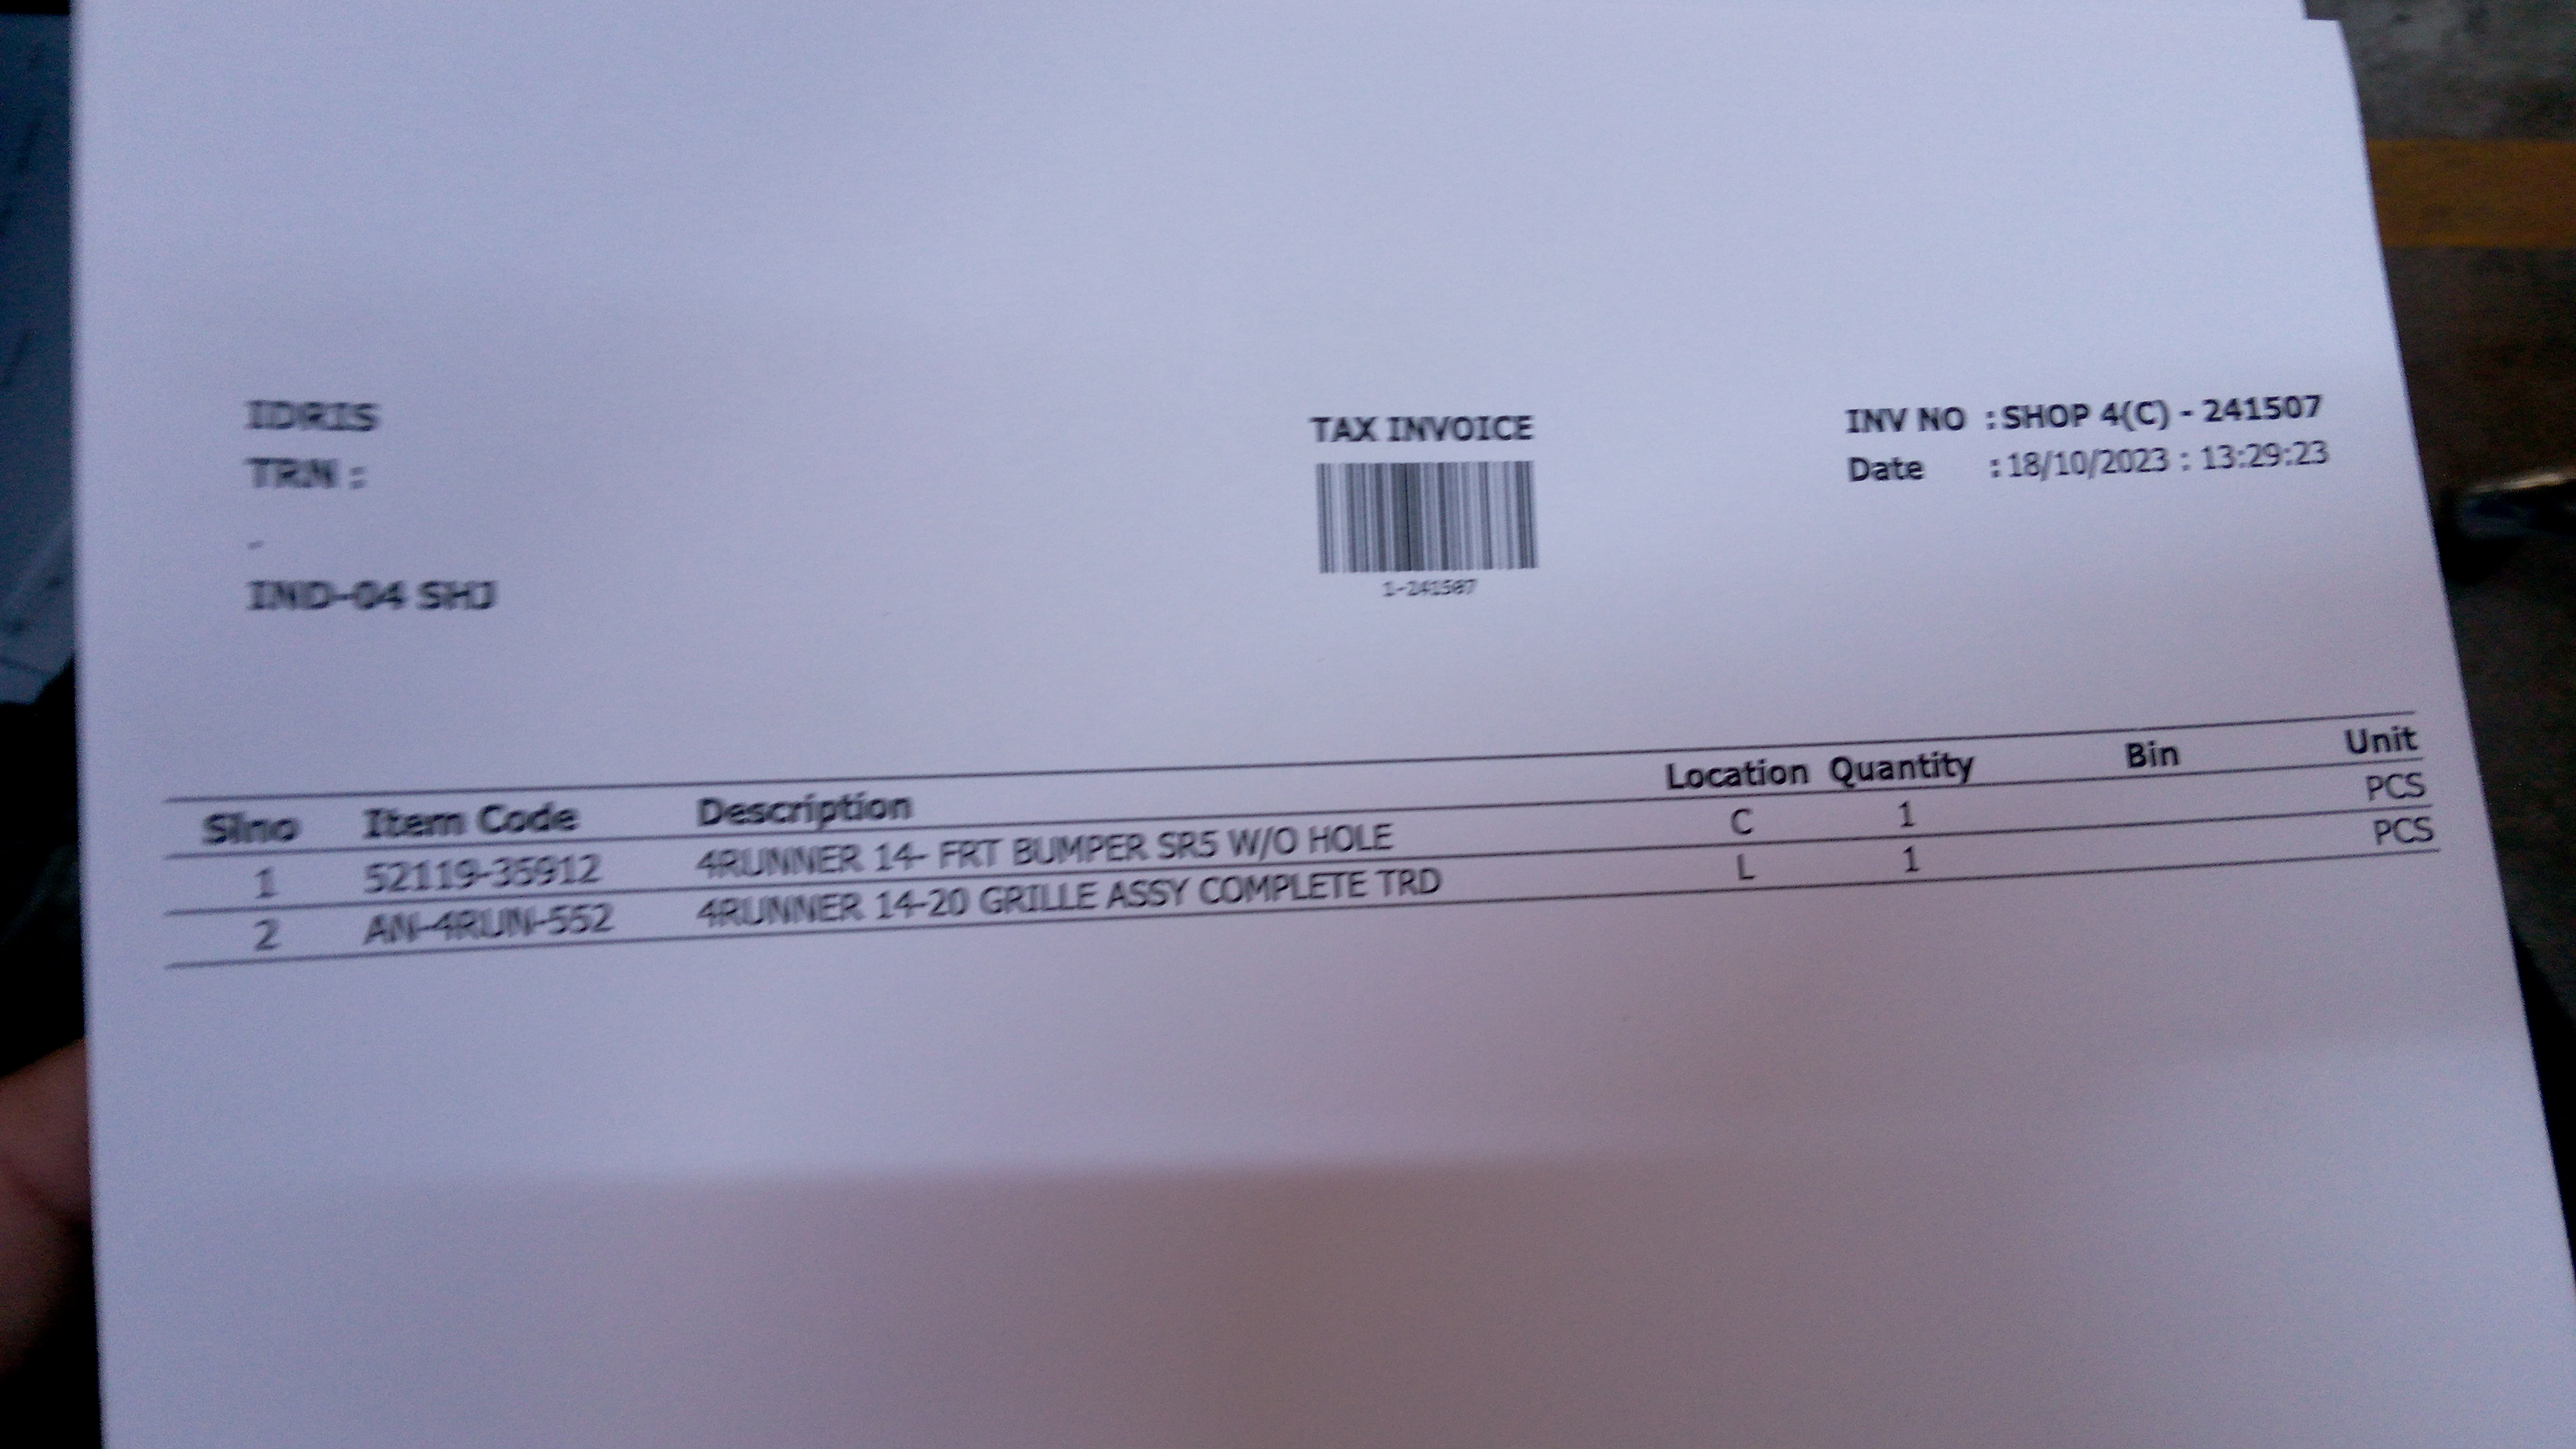 IDRIS
TRN :
-
IND-04 SHJ
TAX INVOICE
1-241507
INV NO : SHOP 4(C) - 241507
Date : 18/10/2023 : 13:29:23
Slno Item Code Description Location Quantity Bin Unit
1 52119-35912 4RUNNER 14- FRT BUMPER SR5 W/O HOLE C 1 PCS
2 AN-4RUN-552 4RUNNER 14-20 GRILLE ASSY COMPLETE TRD L 1 PCS